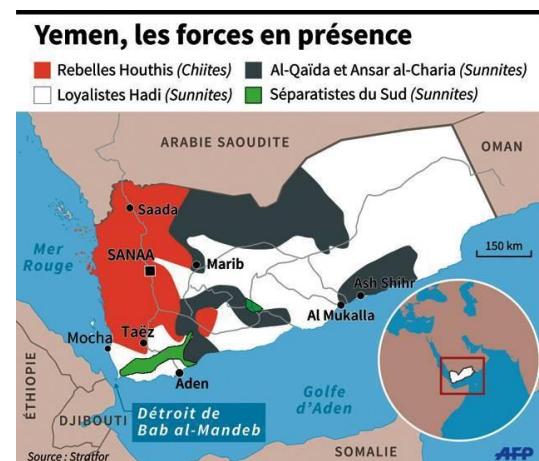 Yemen, les forces en présence
Rebelles Houthis (Chiites)
Al-Qaïda et Ansar al-Charia (Sunnites)
Loyalistes Hadi (Sunnites)
Séparatistes du Sud (Sunnites)
ARABIE SAOUDITE
OMAN
Saada
Mer
Rouge
SANAA
Marib
150 km
Ash Shihr
Al Mukalla
Mocha
Taëz
Aden
ÉTHIOPIE
DJIBOUTI
Détroit de
Bab al-Mandeb
Golfe
d'Aden
SOMALIE
Source : Stratfor
AFP